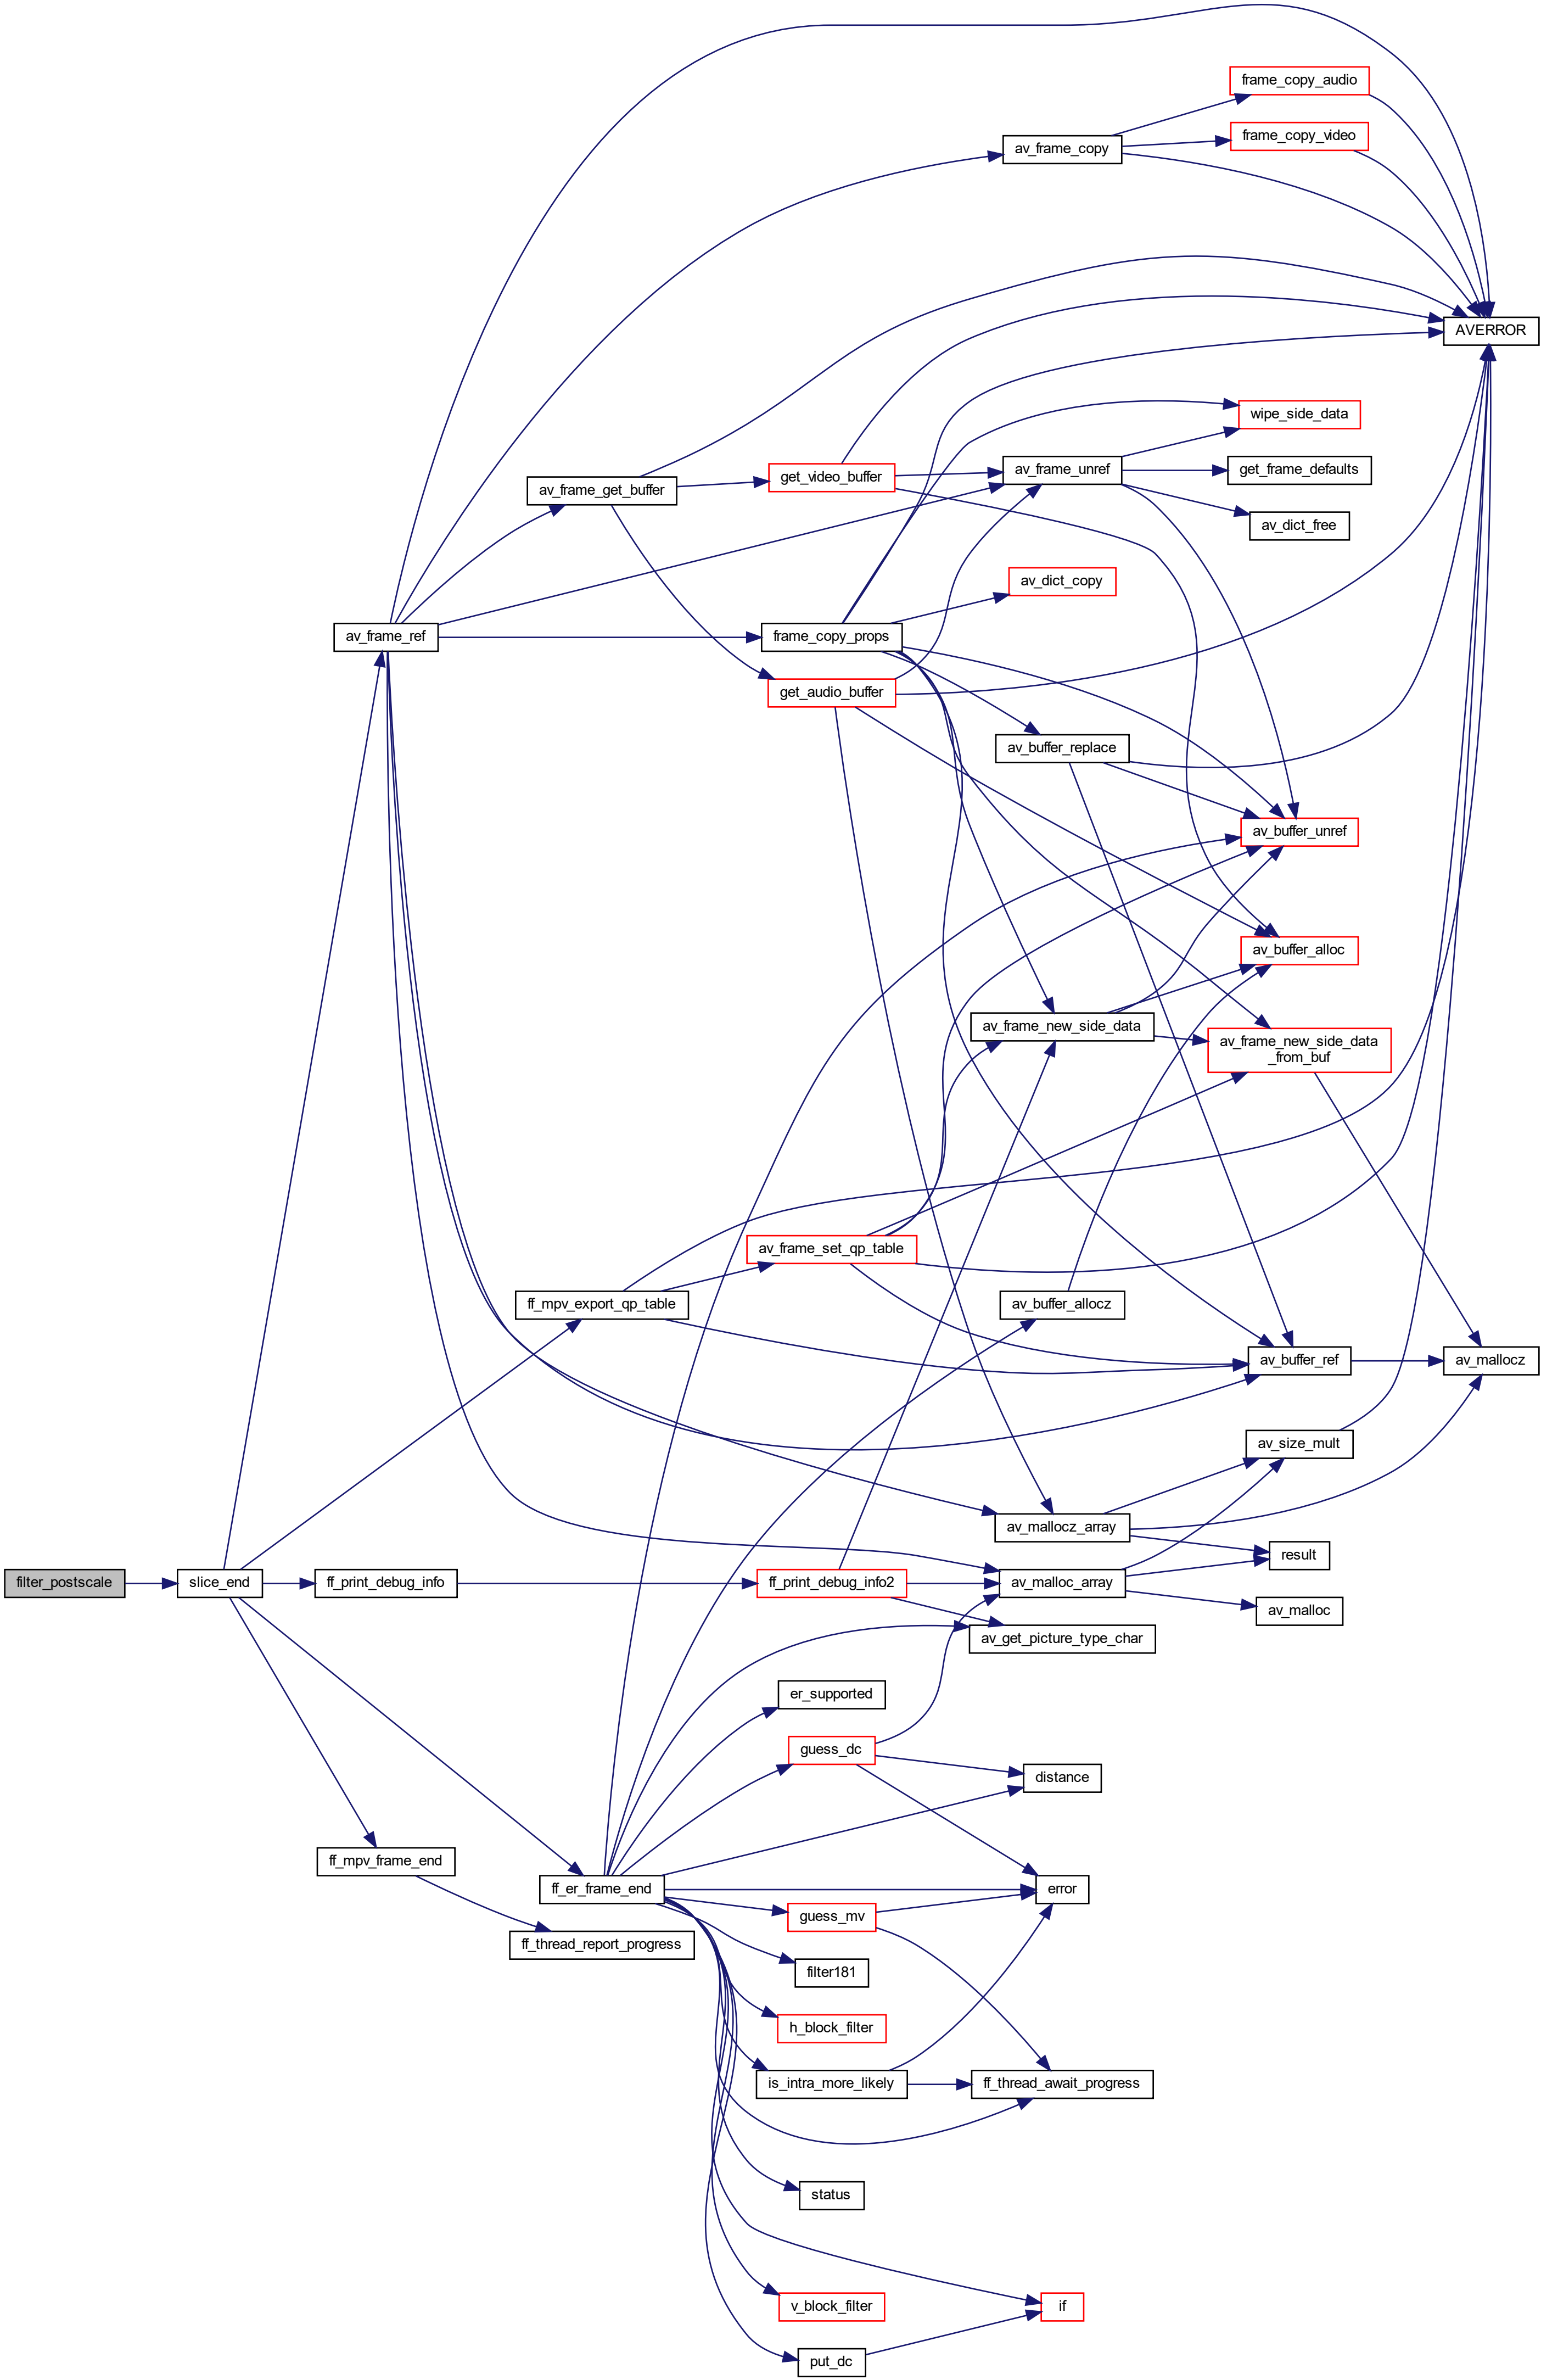 frame_copy_audio
frame_copy_video
av_frame_copy
AVERROR
wipe_side_data
av_frame_unref
get_frame_defaults
get_video_buffer
av_frame_get_buffer
av_dict_free
av_dict_copy
av_frame_ref
frame_copy_props
get_audio_buffer
av_buffer_replace
av_buffer_unref
av_buffer_alloc
av_frame_new_side_data
av_frame_new_side_data
_from_buf
av_frame_set_qp_table
ff_mpv_export_qp_table
av_buffer_allocz
av_buffer_ref
av_mallocz
av_size_mult
av_mallocz_array
result
filter_postscale
slice_end
ff_print_debug_info
ff_print_debug_info2
av_malloc_array
av_malloc
av_get_picture_type_char
er_supported
guess_dc
distance
ff_mpv_frame_end
ff_er_frame_end
error
guess_mv
ff_thread_report_progress
filter181
h_block_filter
is_intra_more_likely
ff_thread_await_progress
status
v_block_filter
if
put_dc